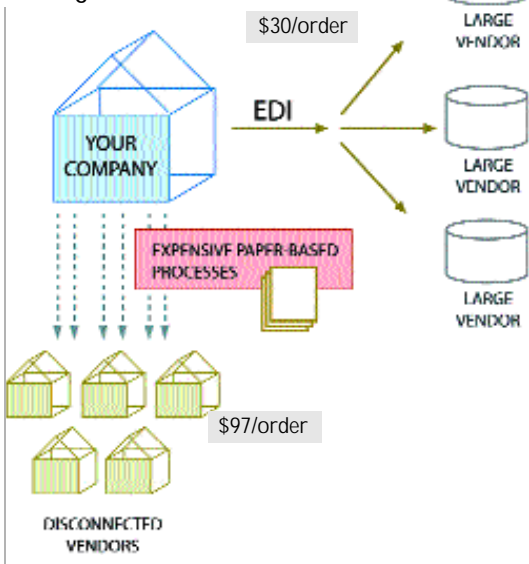 $30/order
LARGE
VENDOR
EDI
YOUR
COMPANY
LARGE
VENDOR
EXPENSIVE PAPER-BASED
PROCESSES
LARGE
VENDOR
$97/order
DISCONNECTED
VENDORS